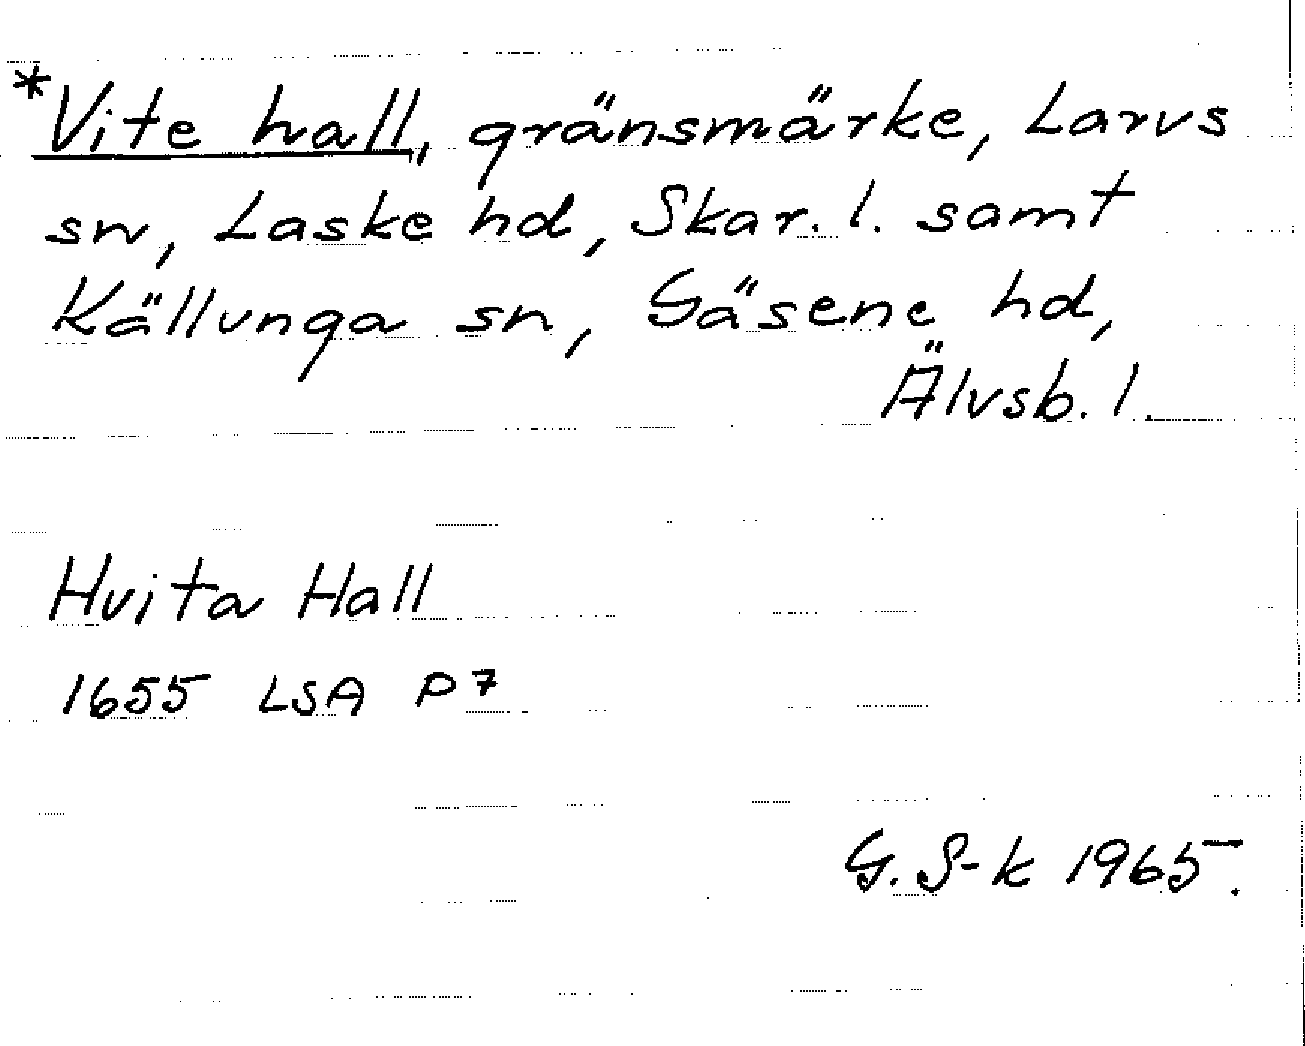 *Vite hall, gränsmärke, Larvs
sn, Laske hd, Skar. l. samt
Källunga sn, Gäsene hd,
Älvsb. l.
Hvita Hall
1655 LSA P7
G. S-k 1965.